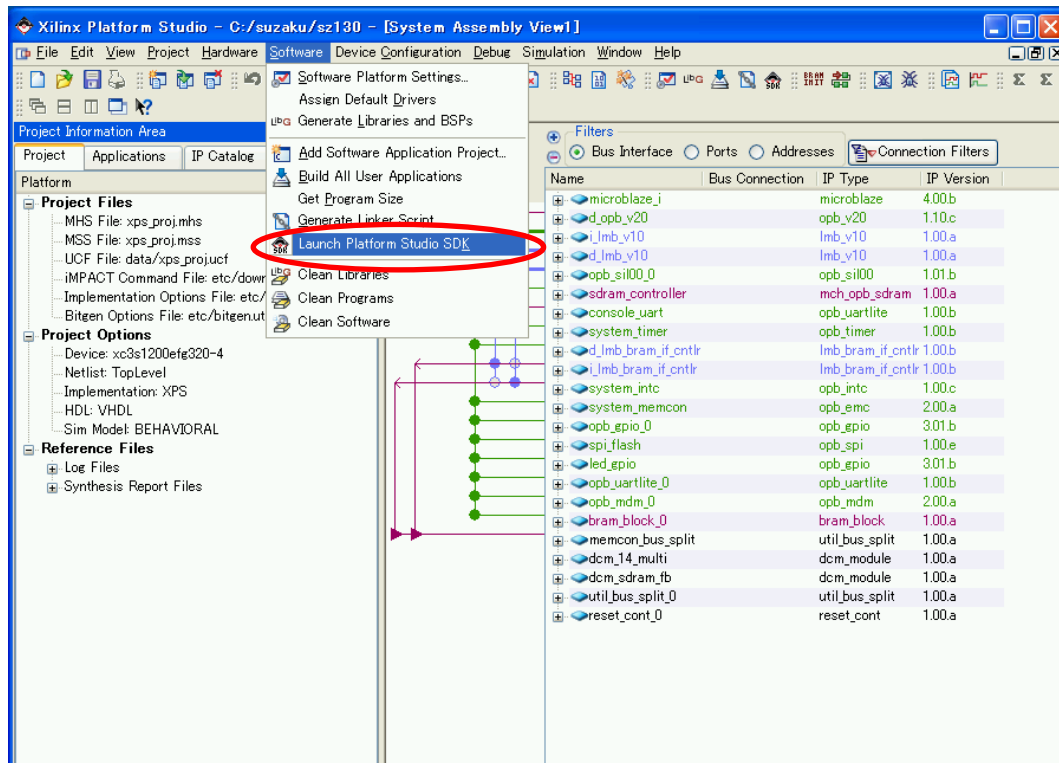 Xilinx Platform Studio - C:/suzaku/sz130 - [System Assembly View1]
File Edit View Project Hardware Software Device Configuration Debug Simulation Window Help
Software Platform Settings...
Assign Default Drivers
Generate Libraries and BSPs
Add Software Application Project...
Build All User Applications
Get Program Size
Generate Linker Script
Launch Platform Studio SDK
Clean Libraries
Clean Programs
Clean Software
Project Information Area
Project Applications IP Catalog
Platform
Project Files
MHS File: xps_proj.mhs
MSS File: xps_proj.mss
UCF File: data/xps_proj.ucf
iMPACT Command File: etc/dow
Implementation Options File: etc/
Bitgen Options File: etc/bitgen.ut
Project Options
Device: xc3s1200efg320-4
Netlist: TopLevel
Implementation: XPS
HDL: VHDL
Sim Model: BEHAVIORAL
Reference Files
Log Files
Synthesis Report Files
Filters
Bus Interface Ports Addresses Connection Filters
Name Bus Connection IP Type IP Version
microblaze_i microblaze 4.00.b
d_opb_v20 opb_v20 1.10.c
i_lmb_v10 lmb_v10 1.00.a
d_lmb_v10 lmb_v10 1.00.a
opb_sil00_0 opb_sil00 1.01.b
sdram_controller mch_opb_sdram 1.00.a
console_uart opb_uartlite 1.00.b
system_timer opb_timer 1.00.b
d_lmb_bram_if_cntlr lmb_bram_if_cntlr 1.00.b
i_lmb_bram_if_cntlr lmb_bram_if_cntlr 1.00.b
system_intc opb_intc 1.00.c
system_memcon opb_emc 2.00.a
opb_gpio_0 opb_gpio 3.01.b
spi_flash opb_spi 1.00.e
led_gpio opb_gpio 3.01.b
opb_uartlite_0 opb_uartlite 1.00.b
opb_mdm_0 opb_mdm 2.00.a
bram_block_0 bram_block 1.00.a
memcon_bus_split util_bus_split 1.00.a
dcm_14_multi dcm_module 1.00.a
dcm_sdram_fb dcm_module 1.00.a
util_bus_split_0 util_bus_split 1.00.a
reset_cont_0 reset_cont 1.00.a